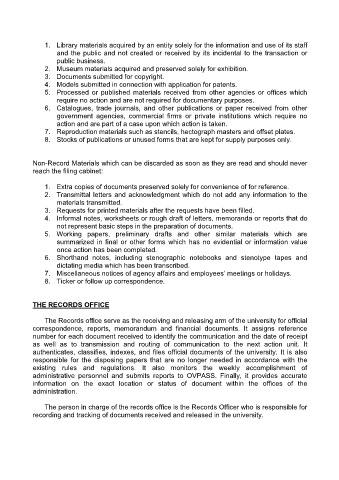 1. Library materials acquired by an entity solely for the information and use of its staff
and the public and not created or received by its incidental to the transaction or
public business.
2. Museum materials acquired and preserved solely for exhibition.
3. Documents submitted for copyright.
4. Models submitted in connection with application for patents.
5. Processed or published materials received from other agencies or offices which
require no action and are not required for documentary purposes.
6. Catalogues, trade journals, and other publications or paper received from other
government agencies, commercial firms or private institutions which require no
action and are part of a case upon which action is taken.
7. Reproduction materials such as stencils, hectograph masters and offset plates.
8. Stocks of publications or unused forms that are kept for supply purposes only.
Non-Record Materials which can be discarded as soon as they are read and should never
reach the filing cabinet:
1. Extra copies of documents preserved solely for convenience of for reference.
2. Transmittal letters and acknowledgment which do not add any information to the
materials transmitted.
3. Requests for printed materials after the requests have been filled.
4. Informal notes, worksheets or rough draft of letters, memoranda or reports that do
not represent basic steps in the preparation of documents.
5. Working papers, preliminary drafts and other similar materials which are
summarized in final or other forms which has no evidential or information value
once action has been completed.
6. Shorthand notes, including stenographic notebooks and stenotype tapes and
dictating media which has been transcribed.
7. Miscellaneous notices of agency affairs and employees' meetings or holidays.
8. Ticker or follow up correspondence.
THE RECORDS OFFICE
The Records office serve as the receiving and releasing arm of the university for official
correspondence, reports, memorandum and financial documents. It assigns reference
number for each document received to identify the communication and the date of receipt
as well as to transmission and routing of communication to the next action unit. It
authenticates, classifies, indexes, and files official documents of the university. It is also
responsible for the disposing papers that are no longer needed in accordance with the
existing rules and regulations. It also monitors the weekly accomplishment of
administrative personnel and submits reports to OVPASS. Finally, it provides accurate
information on the exact location or status of document within the offices of the
administration.
The person in charge of the records office is the Records Officer who is responsible for
recording and tracking of documents received and released in the university.